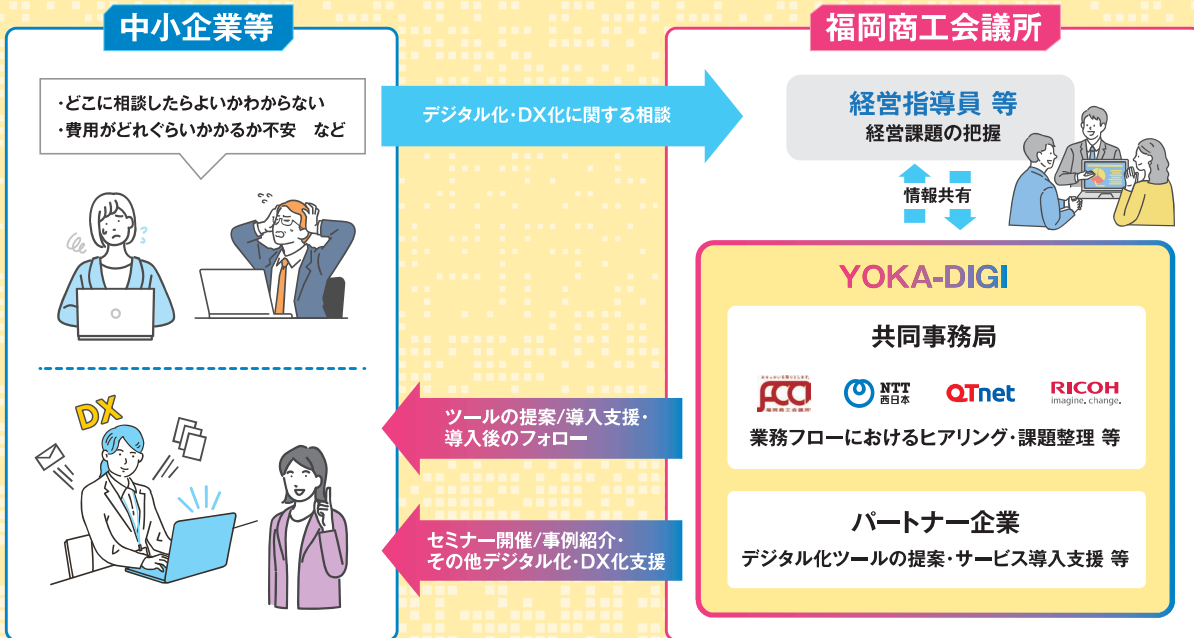 中小企業等
・どこに相談したらよいかわからない
・費用がどれぐらいかかるか不安 など
デジタル化・DX化に関する相談
福岡商工会議所
経営指導員 等
経営課題の把握
情報共有
YOKA-DIGI
共同事務局
fcci
福岡商工会議所
NTT
西日本
QTnet
RICOH
imagine. change.
業務フローにおけるヒアリング・課題整理 等
パートナー企業
デジタル化ツールの提案・サービス導入支援 等
ツールの提案/導入支援・
導入後のフォロー
セミナー開催/事例紹介・
その他デジタル化・DX化支援
DX